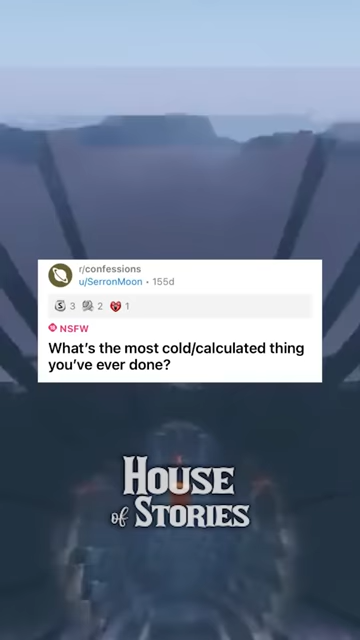 r/confessions
u/SerronMoon • 155d
3 2 1
NSFW
What's the most cold/calculated thing
you've ever done?
HOUSE
of STORIES